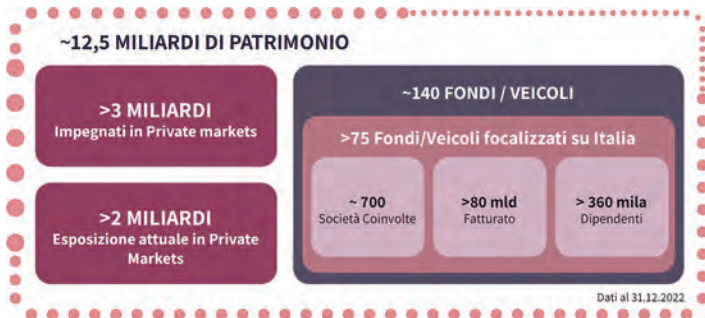 ~12,5 MILIARDI DI PATRIMONIO
>3 MILIARDI
Impegnati in Private markets
>2 MILIARDI
Esposizione attuale in Private
Markets
~140 FONDI / VEICOLI
>75 Fondi/Veicoli focalizzati su Italia
~ 700
Società Coinvolte
>80 mld
Fatturato
> 360 mila
Dipendenti
Dati al 31.12.2022